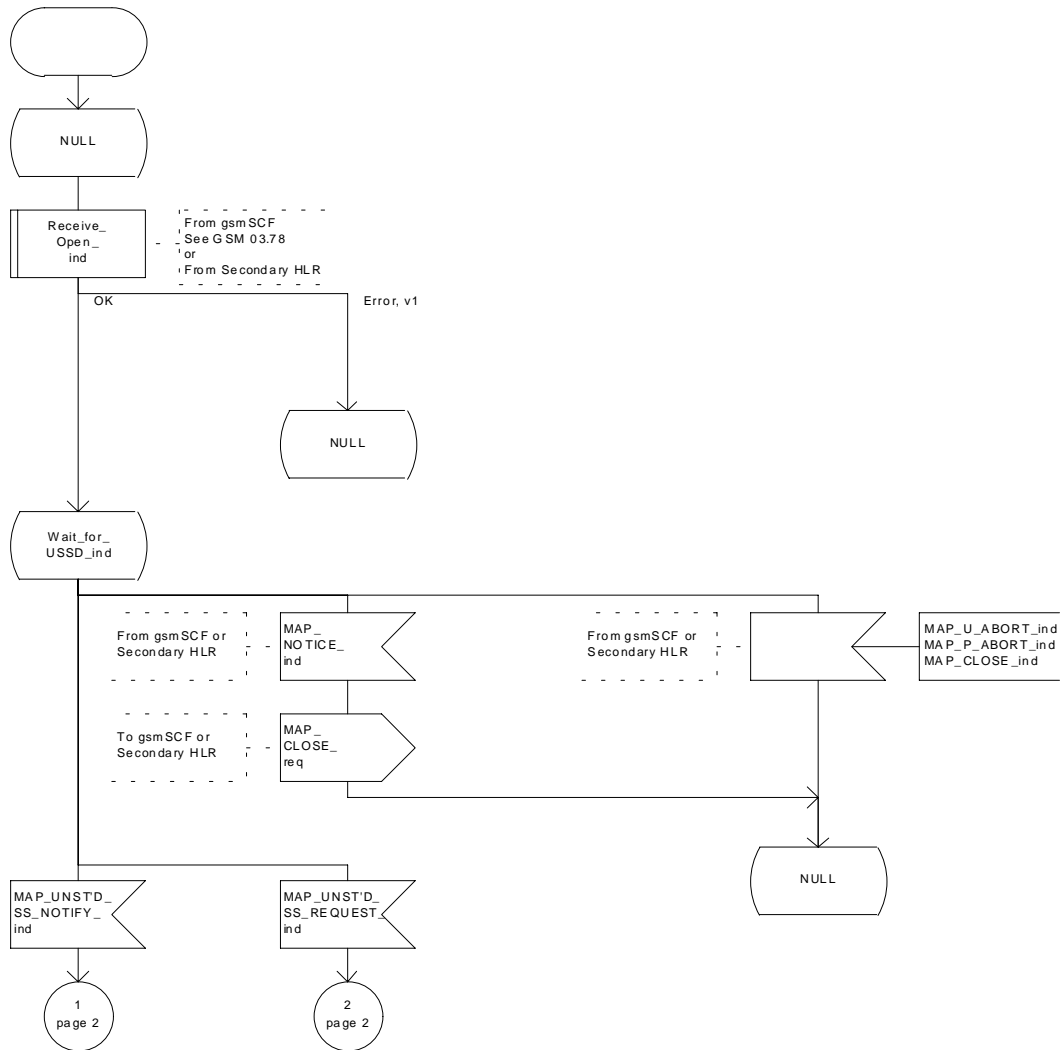 NULL
Receive_
Open_
ind
From gsmSCF
See GSM 03.78
or
From Secondary HLR
OK
Error, v1
NULL
Wait_for_
USSD_ind
From gsmSCF or
Secondary HLR
MAP_
NOTICE_
ind
From gsmSCF or
Secondary HLR
MAP_U_ABORT_ind
MAP_P_ABORT_ind
MAP_CLOSE_ind
To gsmSCF or
Secondary HLR
MAP_
CLOSE_
req
NULL
MAP_UNST'D_
SS_NOTIFY_
ind
MAP_UNST'D_
SS_REQUEST_
ind
1
page 2
2
page 2